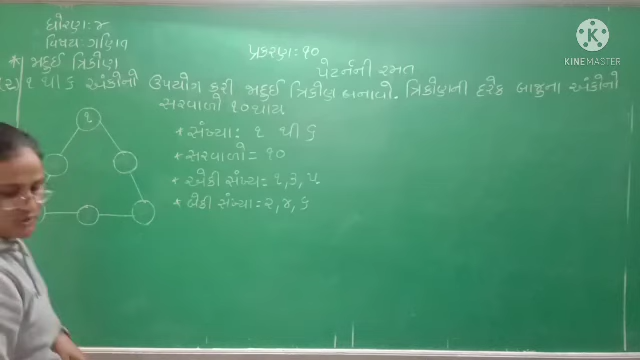 ધોરણ: ૪
વિષય: ગણિત
પ્રકરણ: ૧૦
પેટર્નની રમત
* જાદુઈ ત્રિકોણ
(૨) ૧ થી ૬ અંકોનો ઉપયોગ કરી જાદુઈ ત્રિકોણ બનાવો. ત્રિકોણની દરેક બાજુના અંકોનો
સરવાળો ૧૦ થાય
૧
* સંખ્યા: ૧ થી ૬
* સરવાળો = ૧૦
* એકી સંખ્યા = ૧, ૩, ૫
* બેકી સંખ્યા = ૨, ૪, ૬
K
KINEMASTER